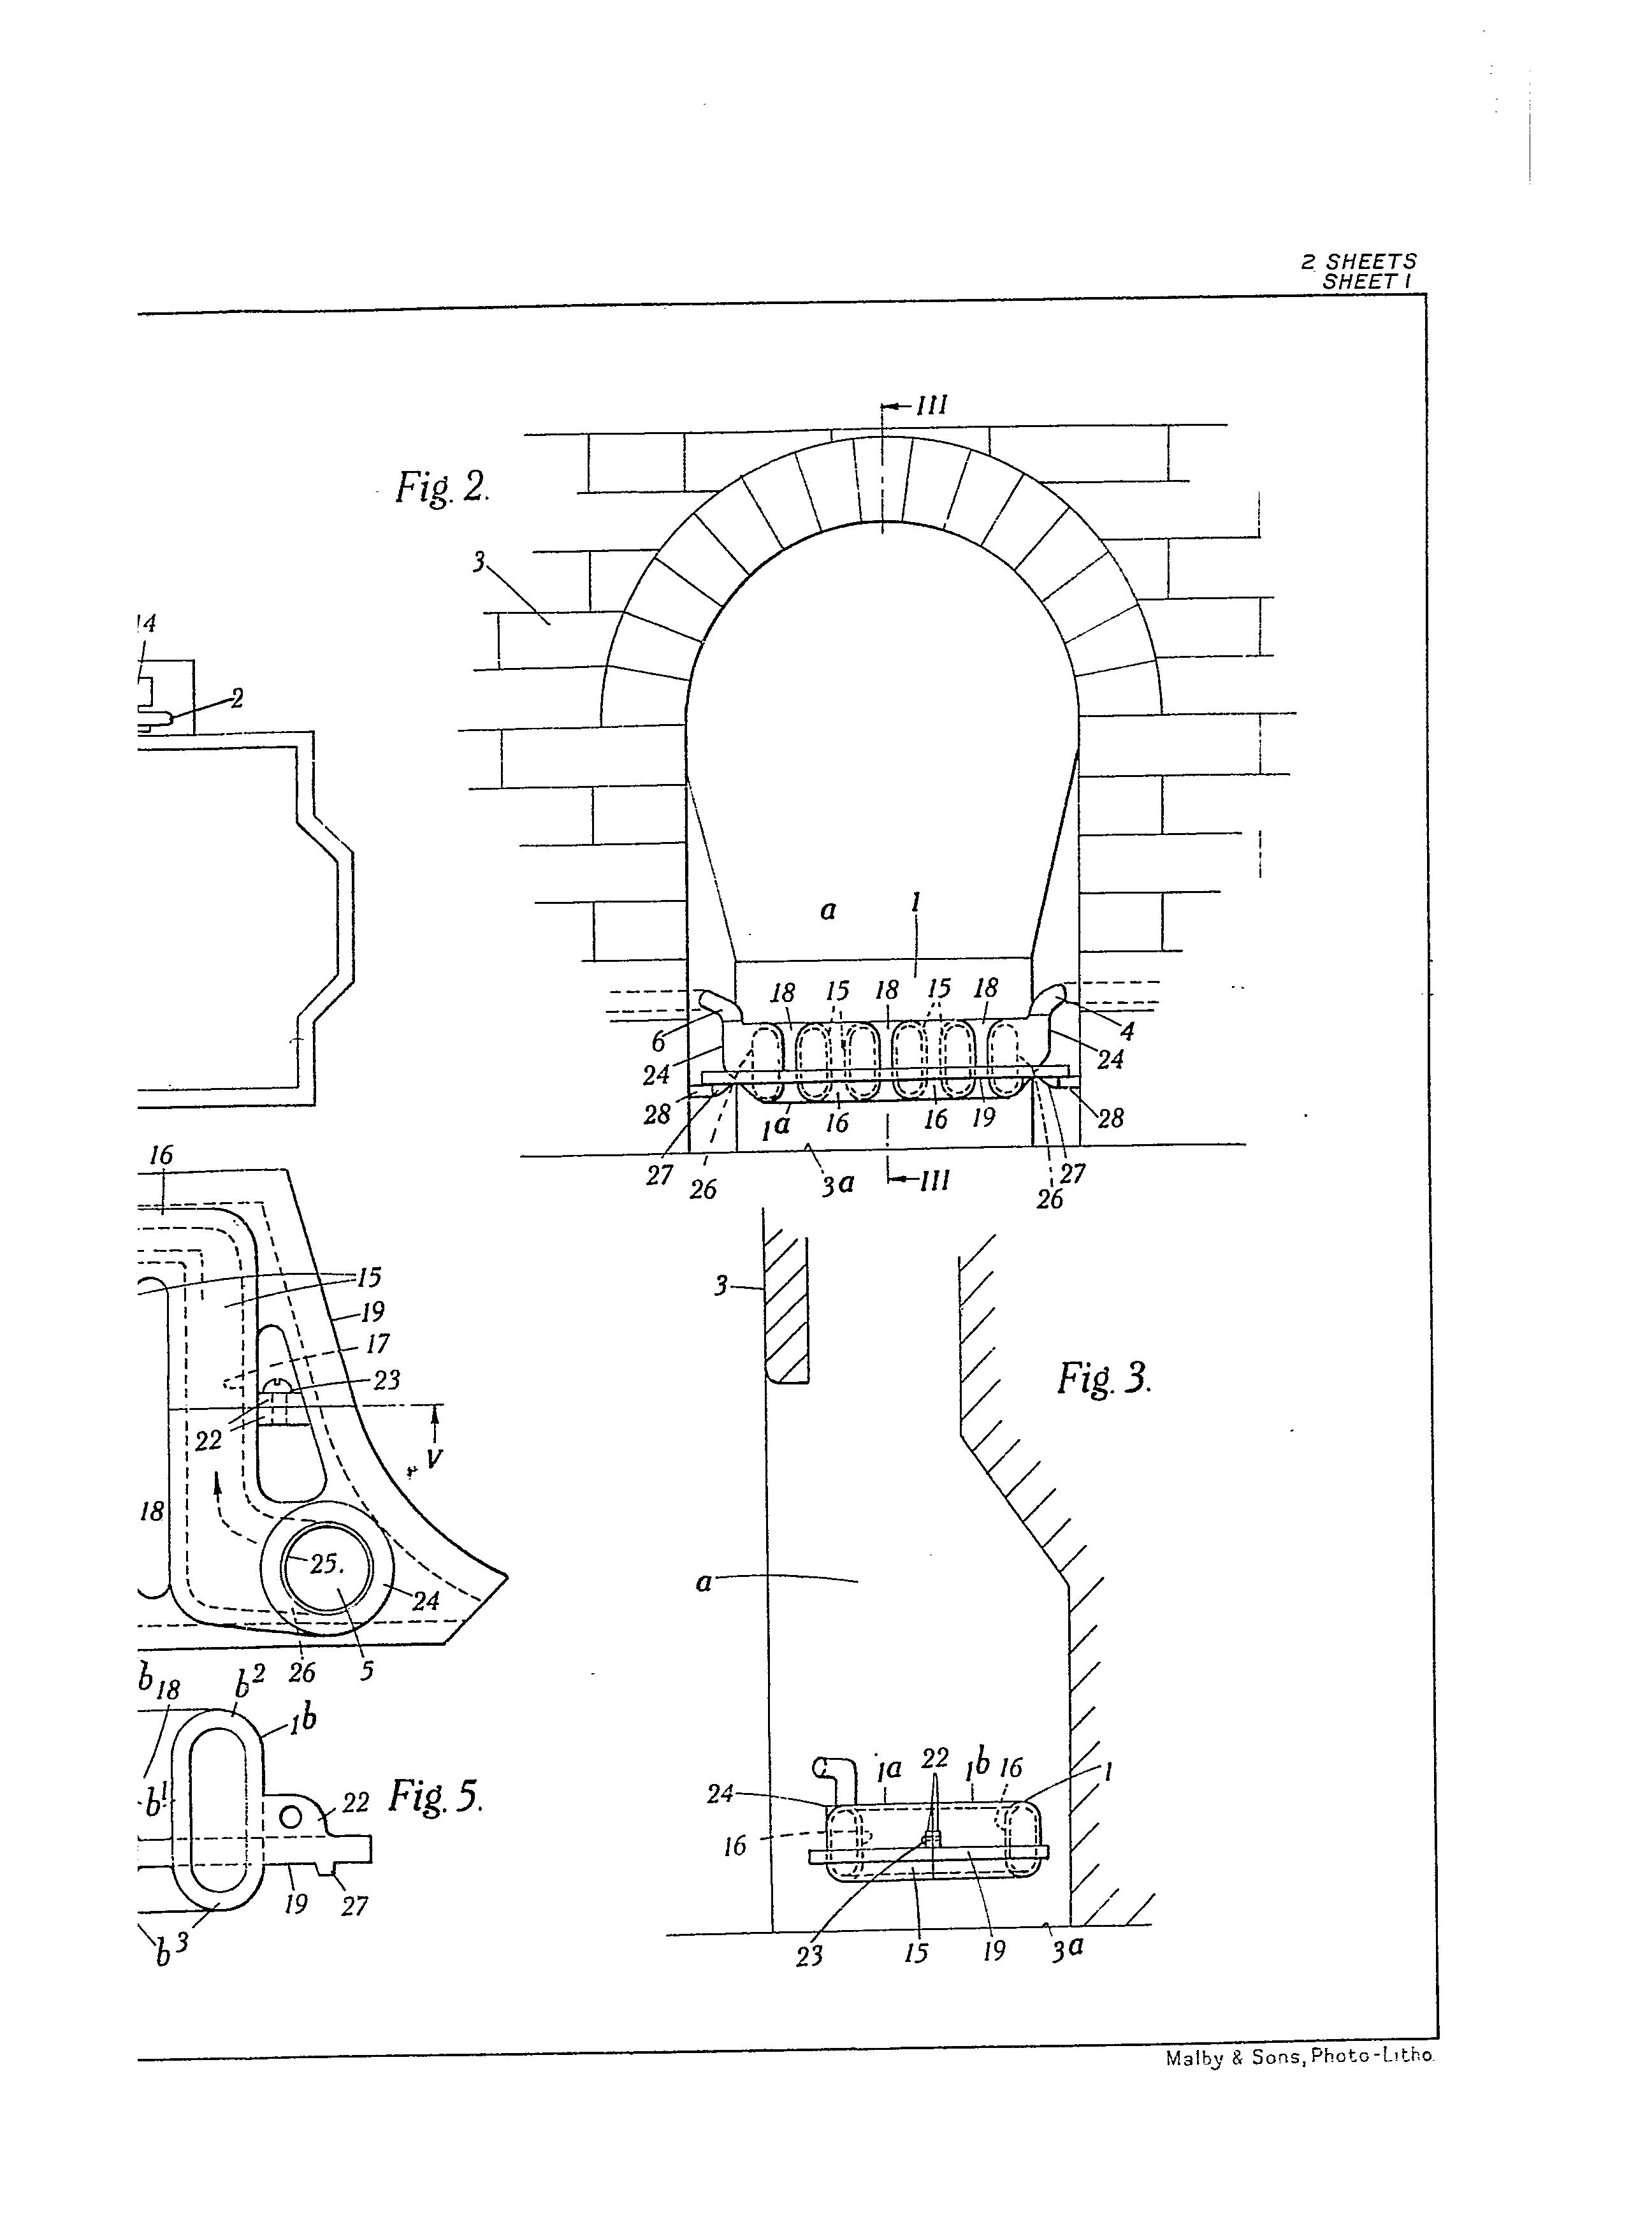 2 SHEETS
SHEET 1
III
Fig. 2.
3
14
2
a
1
18 15 18 15 18
6
4
24
24
28
1a 16 16 19
28
27 26
3a
III
26 27
16
15
19
17
23
22
V
18
25.
24
26 5
3
Fig. 3.
a
1a 22 1b 16 1
24
16
23 15 19 3a
b 18 b2
1b
b1
22
Fig. 5.
19 27
b3
Malby & Sons, Photo-Litho.